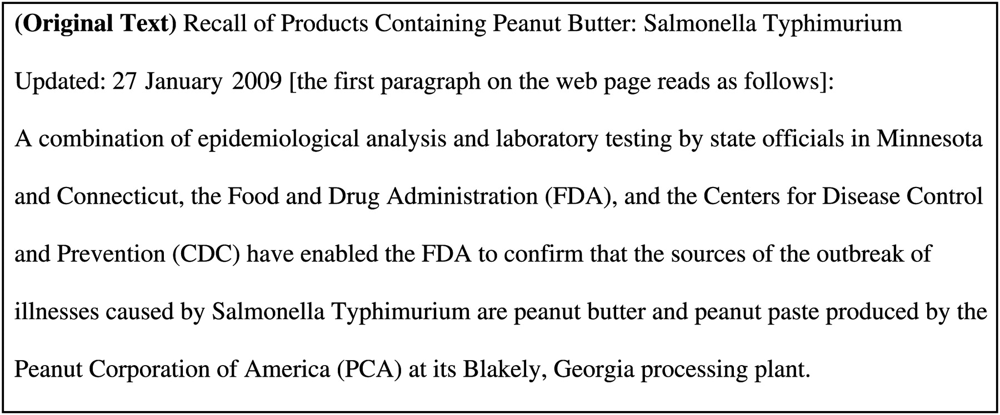 (Original Text) Recall of Products Containing Peanut Butter: Salmonella Typhimurium
Updated: 27 January 2009 [the first paragraph on the web page reads as follows]:
A combination of epidemiological analysis and laboratory testing by state officials in Minnesota
and Connecticut, the Food and Drug Administration (FDA), and the Centers for Disease Control
and Prevention (CDC) have enabled the FDA to confirm that the sources of the outbreak of
illnesses caused by Salmonella Typhimurium are peanut butter and peanut paste produced by the
Peanut Corporation of America (PCA) at its Blakely, Georgia processing plant.